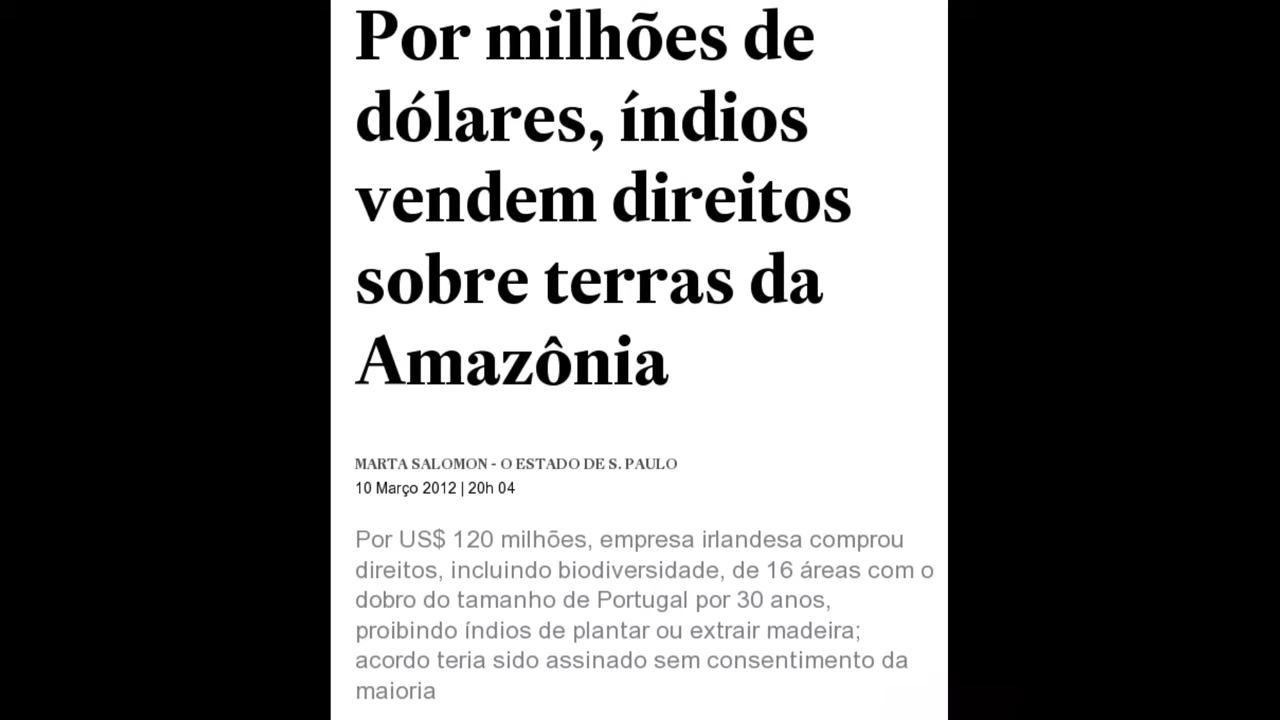 Por milhões de
dólares, índios
vendem direitos
sobre terras da
Amazônia
MARTA SALOMON - O ESTADO DE S. PAULO
10 Março 2012 | 20h 04
Por US$ 120 milhões, empresa irlandesa comprou
direitos, incluindo biodiversidade, de 16 áreas com o
dobro do tamanho de Portugal por 30 anos,
proibindo índios de plantar ou extrair madeira;
acordo teria sido assinado sem consentimento da
maioria